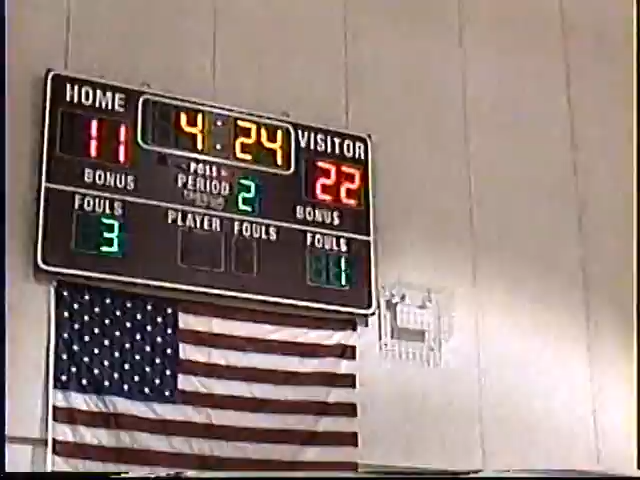 HOME 4:24 VISITOR
11 POSS 22
BONUS PERIOD 2 BONUS
FOULS PLAYER FOULS FOULS
3 1